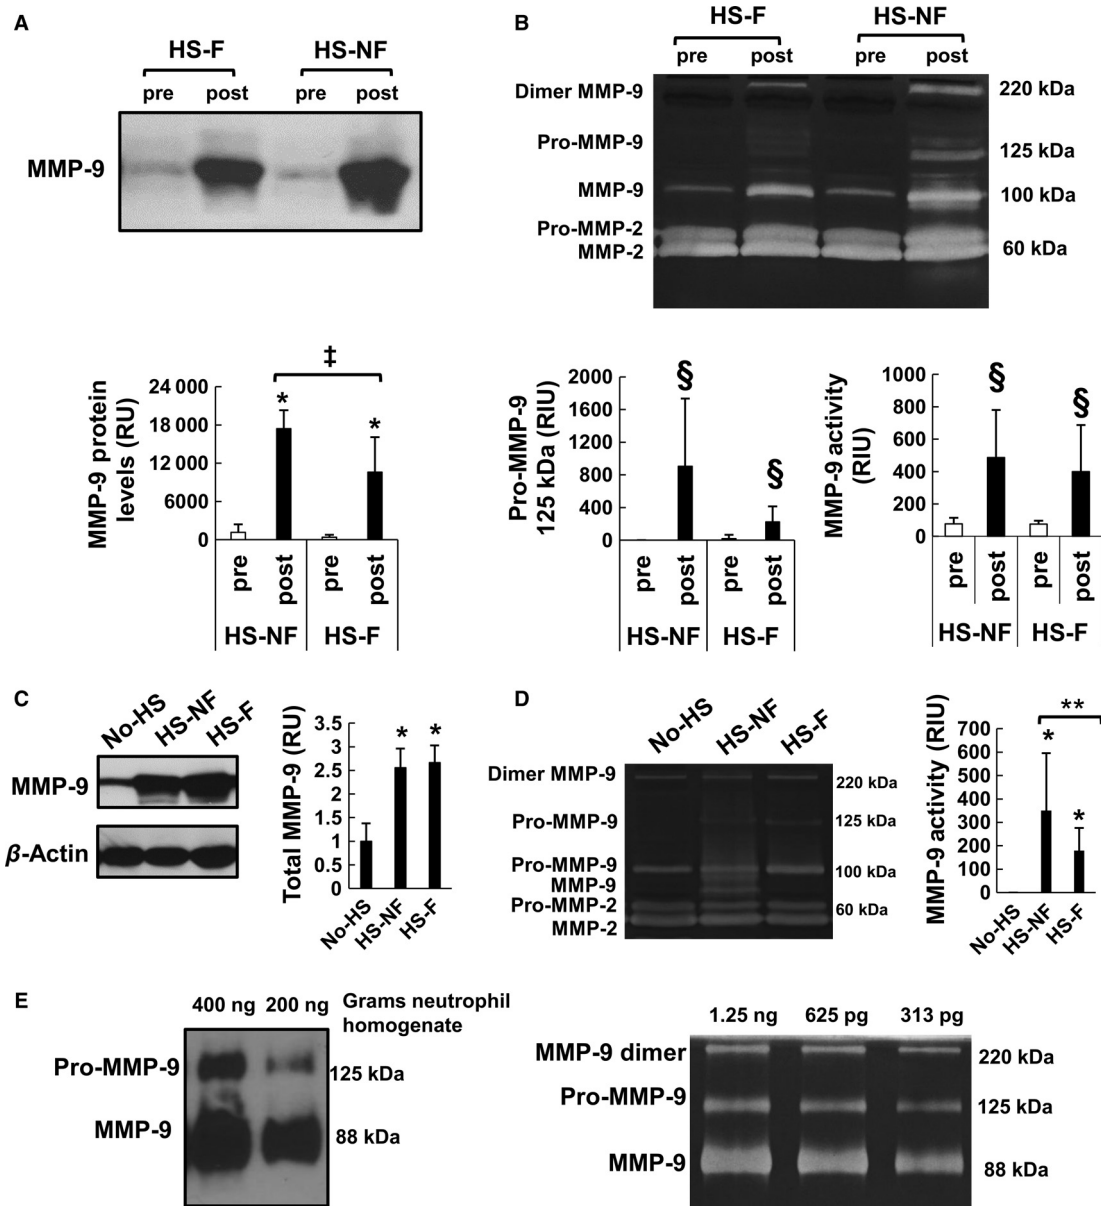 A
HS-F HS-NF
pre post pre post
MMP-9
MMP-9 protein
levels (RU)
24 000
18 000
12 000
6000
0
* ‡ *
pre post pre post
HS-NF HS-F
B
HS-F HS-NF
pre post pre post
Dimer MMP-9 220 kDa
Pro-MMP-9 125 kDa
MMP-9 100 kDa
Pro-MMP-2
MMP-2 60 kDa
Pro-MMP-9
125 kDa (RIU)
2000
1600
1200
800
400
0
§ §
pre post pre post
HS-NF HS-F
MMP-9 activity
(RIU)
1000
800
600
400
200
0
§ §
pre post pre post
HS-NF HS-F
C
No-HS HS-NF HS-F
MMP-9
β-Actin
Total MMP-9 (RU)
3.5
3
2.5
2
1.5
1
0.5
0
* *
No-HS HS-NF HS-F
D
No-HS HS-NF HS-F
Dimer MMP-9 220 kDa
Pro-MMP-9 125 kDa
Pro-MMP-9 100 kDa
MMP-9
Pro-MMP-2 60 kDa
MMP-2
MMP-9 activity (RIU)
700
600
500
400
300
200
100
0
**
* *
No-HS HS-NF HS-F
E
400 ng 200 ng Grams neutrophil
homogenate
Pro-MMP-9 125 kDa
MMP-9 88 kDa
1.25 ng 625 pg 313 pg
MMP-9 dimer 220 kDa
Pro-MMP-9 125 kDa
MMP-9 88 kDa